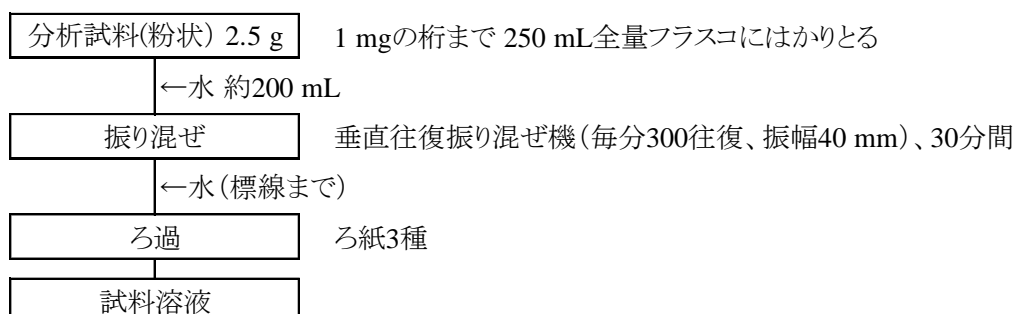 分析試料(粉状) 2.5 g 1 mgの桁まで 250 mL全量フラスコにはかりとる
←水 約200 mL
振り混ぜ 垂直往復振り混ぜ機(毎分300往復、振幅40 mm)、30分間
←水(標線まで)
ろ過 ろ紙3種
試料溶液